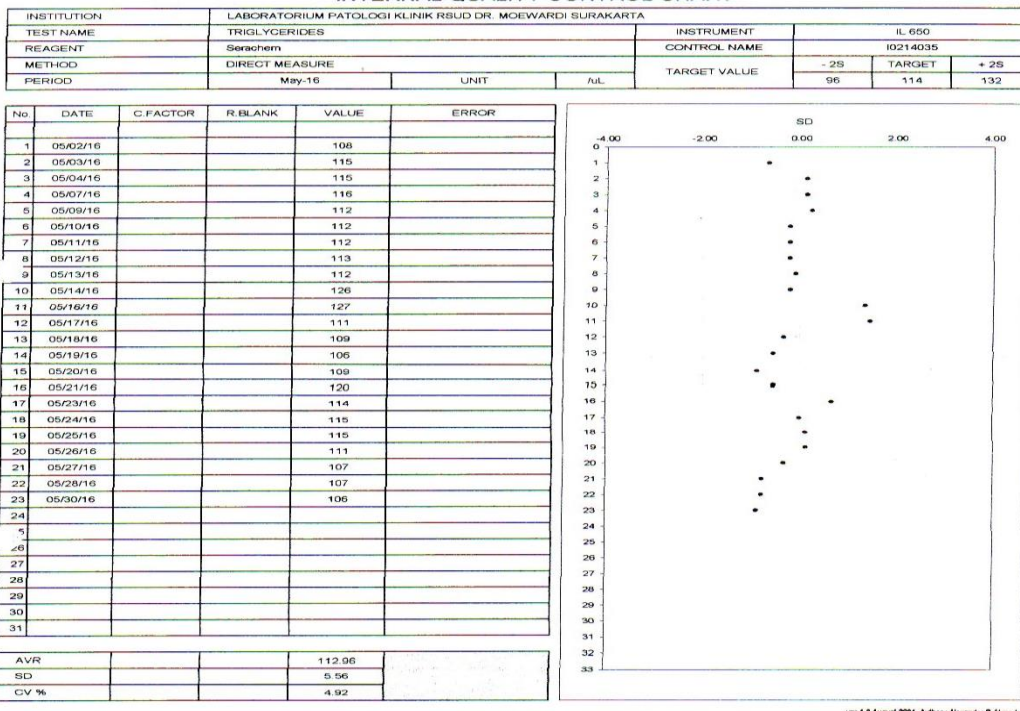 INSTITUTION LABORATORIUM PATOLOGI KLINIK RSUD DR. MOEWARDI SURAKARTA
TEST NAME TRIGLYCERIDES INSTRUMENT IL 650
REAGENT Serachem CONTROL NAME I0214035
METHOD DIRECT MEASURE TARGET VALUE - 2S TARGET + 2S
PERIOD May-16 UNIT /uL 96 114 132
No. DATE C.FACTOR R.BLANK VALUE ERROR
1 05/02/16 108
2 05/03/16 115
3 05/04/16 115
4 05/07/16 116
5 05/09/16 112
6 05/10/16 112
7 05/11/16 112
8 05/12/16 113
9 05/13/16 112
10 05/14/16 126
11 05/16/16 127
12 05/17/16 111
13 05/18/16 109
14 05/19/16 106
15 05/20/16 109
16 05/21/16 120
17 05/23/16 114
18 05/24/16 115
19 05/25/16 115
20 05/26/16 111
21 05/27/16 107
22 05/28/16 107
23 05/30/16 106
24
5
26
27
28
29
30
31
AVR 112.96
SD 5.56
CV % 4.92
SD
-4.00 -2.00 0.00 2.00 4.00
0
1
2
3
4
5
6
7
8
9
10
11
12
13
14
15
16
17
18
19
20
21
22
23
24
25
26
27
28
29
30
31
32
33